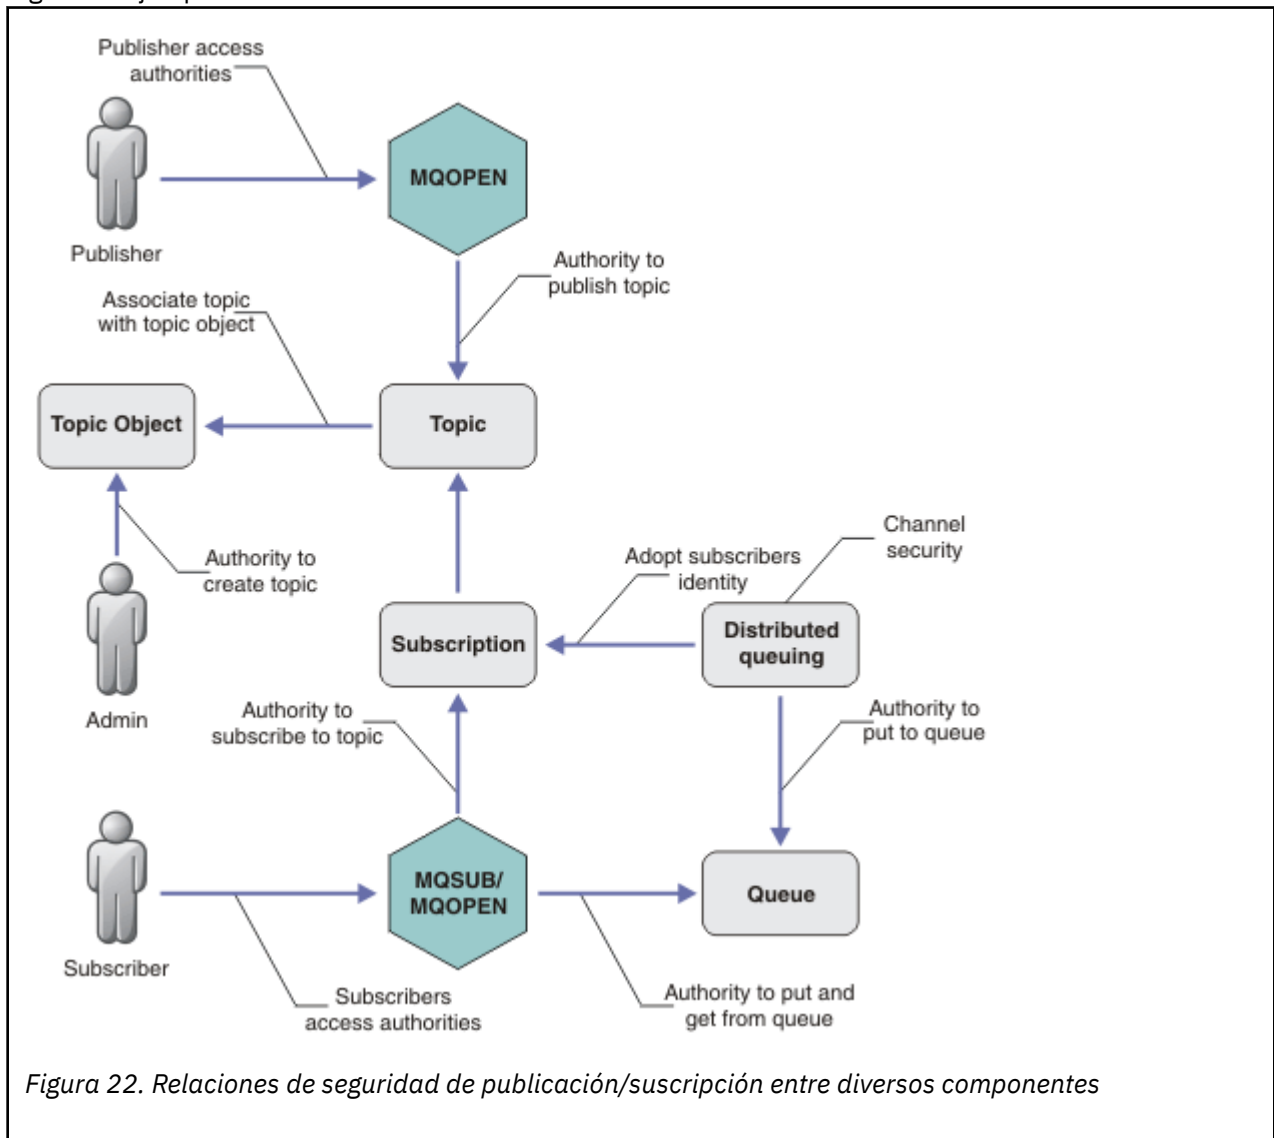 Publisher access
authorities
MQOPEN
Publisher
Authority to
publish topic
Associate topic
with topic object
Topic Object
Topic
Channel
security
Authority to
create topic
Adopt subscribers
identity
Subscription
Distributed
queuing
Admin
Authority to
subscribe to topic
Authority to
put to queue
MQSUB/
MQOPEN
Queue
Subscriber
Subscribers
access authorities
Authority to put and
get from queue
Figura 22. Relaciones de seguridad de publicación/suscripción entre diversos componentes